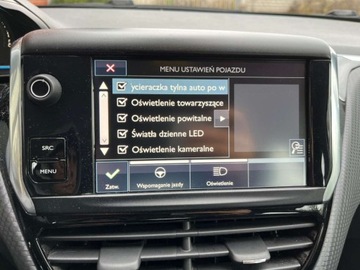 MENU USTAWIEŃ POJAZDU
ycieraczka tylna auto po w
Oświetlenie towarzyszące
Oświetlenie powitalne
Światła dzienne LED
Oświetlenie kameralne
SRC
MENU
Zatw.
Wspomaganie jazdy
Oświetlenie